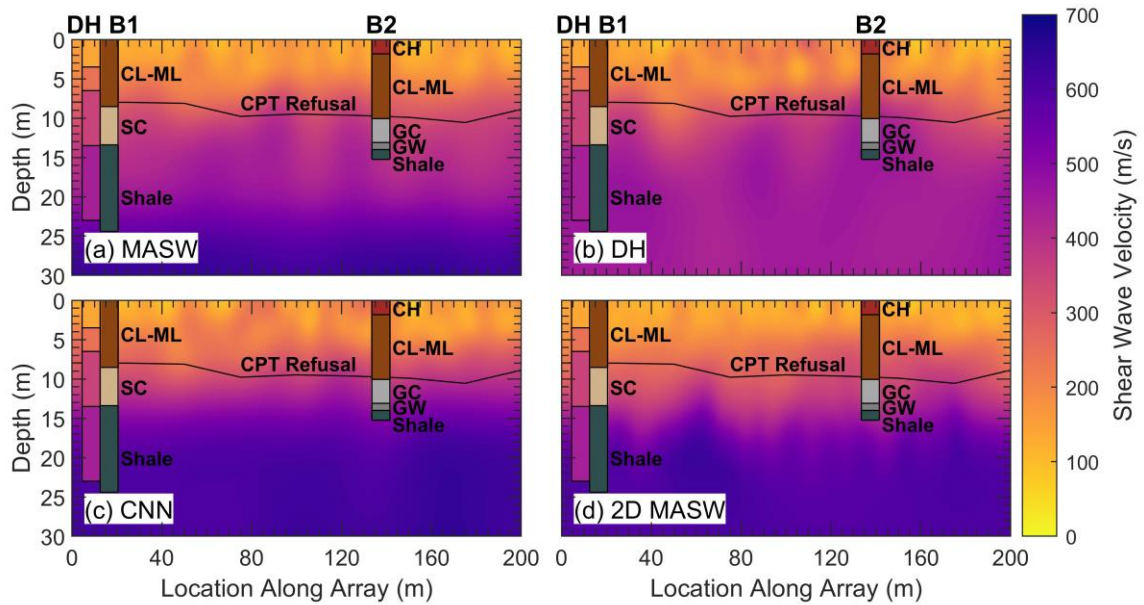 DH B1 B2
DH B1 B2
0
5
10
15
20
25
30
Depth (m)
CL-ML
SC
Shale
CPT Refusal
CH
CL-ML
GC
GW
Shale
(a) MASW
CL-ML
SC
Shale
CPT Refusal
CH
CL-ML
GC
GW
Shale
(b) DH
0
5
10
15
20
25
30
Depth (m)
CL-ML
SC
Shale
CPT Refusal
CH
CL-ML
GC
GW
Shale
(c) CNN
0 40 80 120 160 200
Location Along Array (m)
CL-ML
SC
Shale
CPT Refusal
CH
CL-ML
GC
GW
Shale
(d) 2D MASW
0 40 80 120 160 200
Location Along Array (m)
700
600
500
400
300
200
100
0
Shear Wave Velocity (m/s)